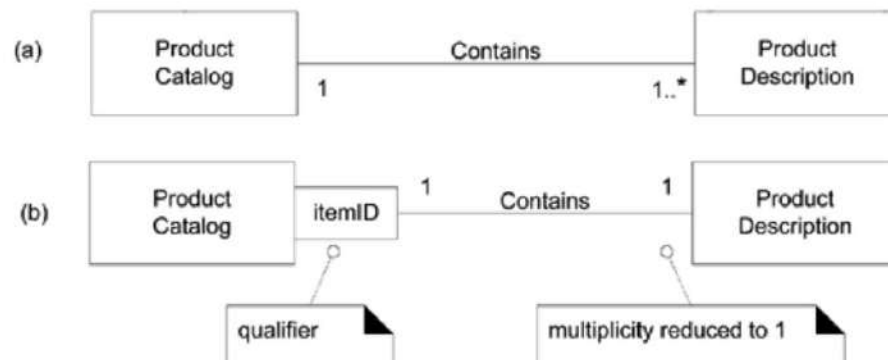 (a)
Product
Catalog
Contains
1
1..*
Product
Description
(b)
Product
Catalog
itemID
1
Contains
1
Product
Description
qualifier
multiplicity reduced to 1